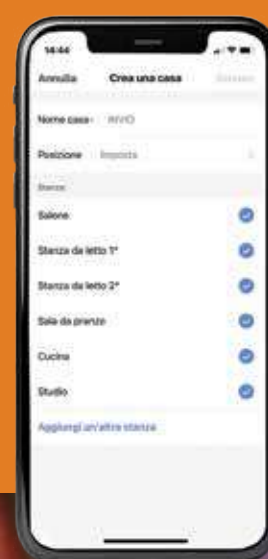 14:44
Annulla Crea una casa
Nome casa* INVIO
Posizione Imposta
Stanze
Salone
Stanza da letto 1*
Stanza da letto 2*
Sala da pranzo
Cucina
Studio
Aggiungi un'altra stanza